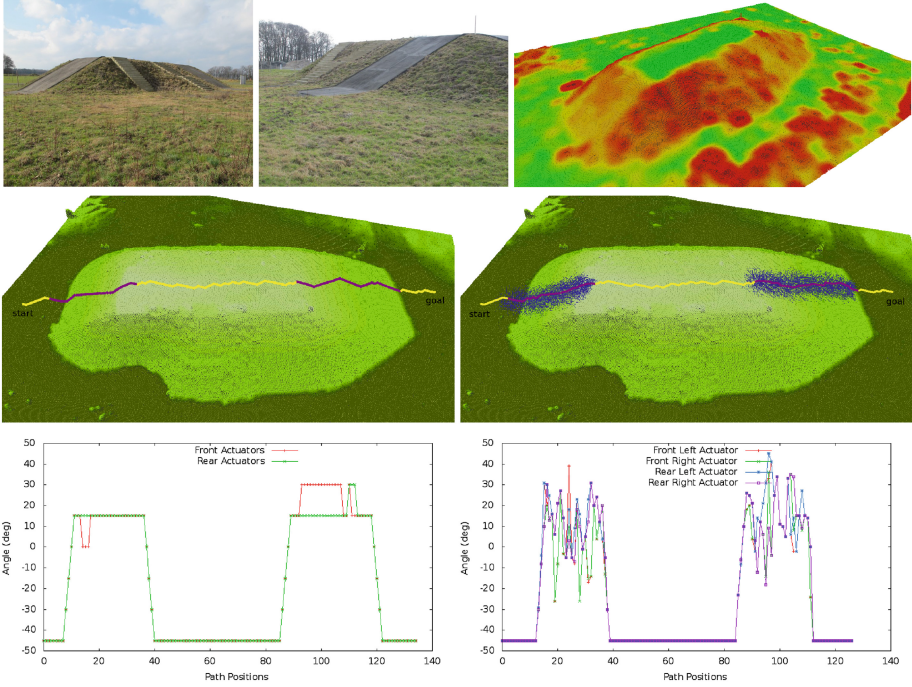 start
goal
start
goal
Front Actuators
Rear Actuators
Angle (deg)
50
40
30
20
10
0
-10
-20
-30
-40
-50
0
20
40
60
80
100
120
140
Path Positions
Front Left Actuator
Front Right Actuator
Rear Left Actuator
Rear Right Actuator
Angle (deg)
50
40
30
20
10
0
-10
-20
-30
-40
-50
0
20
40
60
80
100
120
140
Path Positions